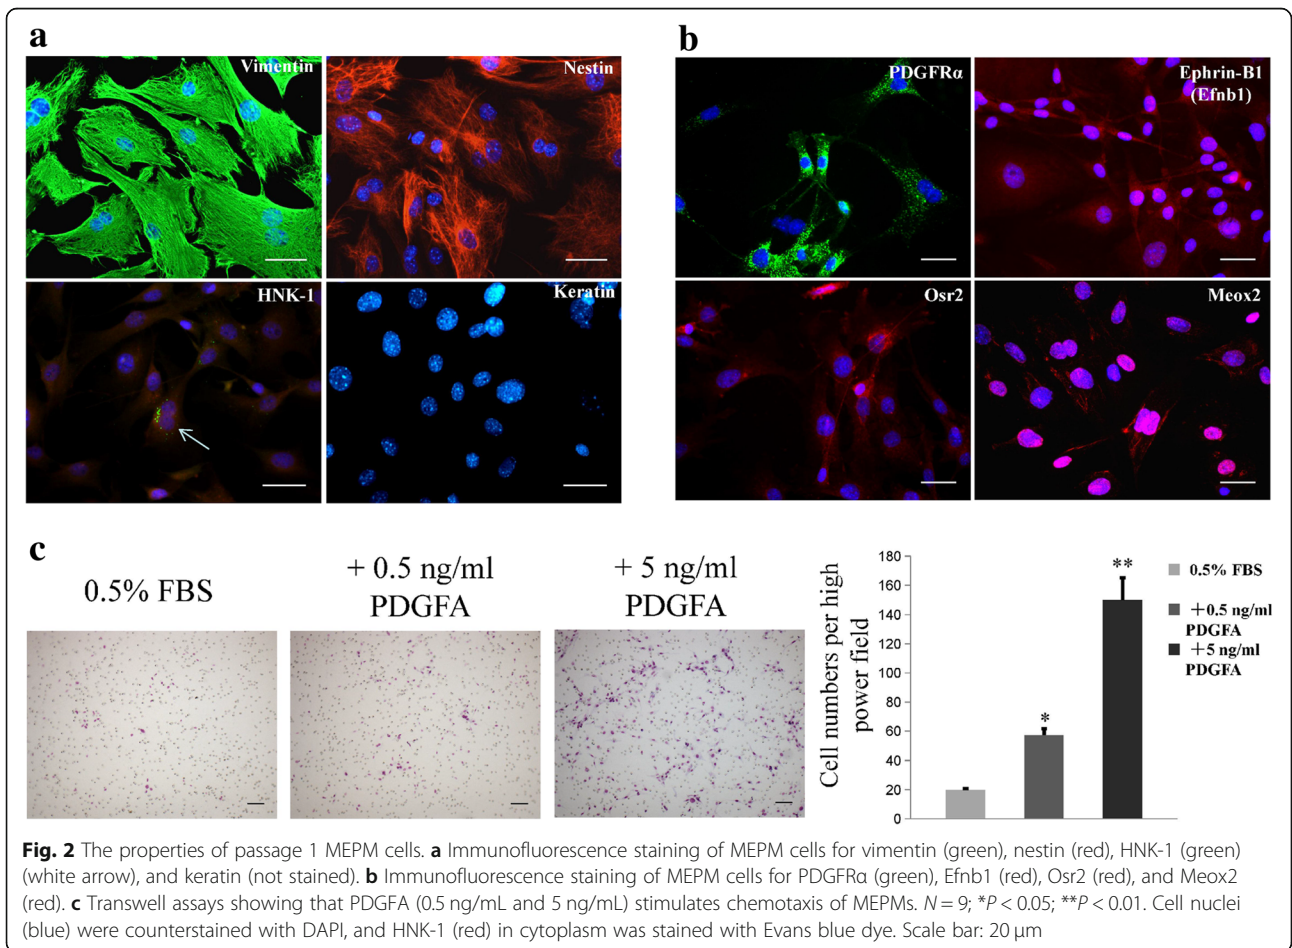 a
Vimentin
Nestin
HNK-1
Keratin
b
PDGFRα
Ephrin-B1
(Efnb1)
Osr2
Meox2
c
0.5% FBS
+ 0.5 ng/ml
PDGFA
+ 5 ng/ml
PDGFA
Cell numbers per high
power field
180
160
140
120
100
80
60
40
20
0
*
**
0.5% FBS
+0.5 ng/ml
PDGFA
+5 ng/ml
PDGFA
Fig. 2 The properties of passage 1 MEPM cells. a Immunofluorescence staining of MEPM cells for vimentin (green), nestin (red), HNK-1 (green)
(white arrow), and keratin (not stained). b Immunofluorescence staining of MEPM cells for PDGFRα (green), Efnb1 (red), Osr2 (red), and Meox2
(red). c Transwell assays showing that PDGFA (0.5 ng/mL and 5 ng/mL) stimulates chemotaxis of MEPMs. N = 9; *P < 0.05; **P < 0.01. Cell nuclei
(blue) were counterstained with DAPI, and HNK-1 (red) in cytoplasm was stained with Evans blue dye. Scale bar: 20 μm